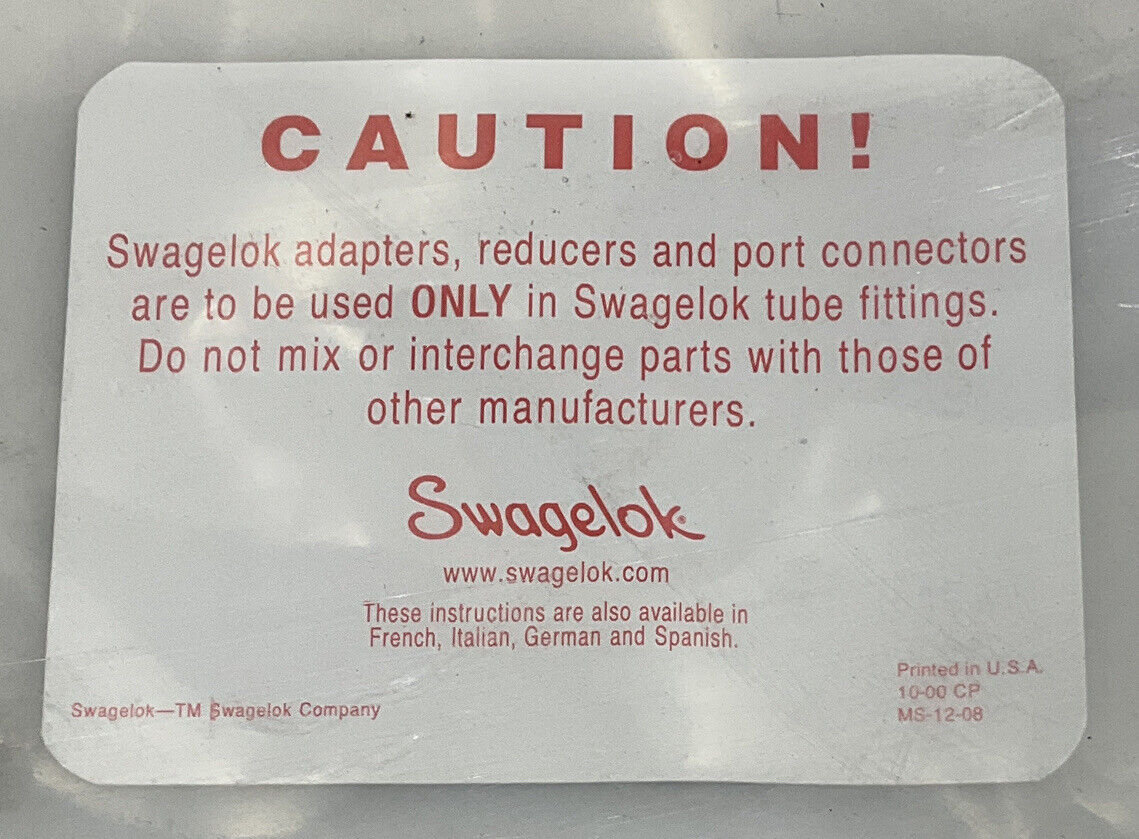 CAUTION!
Swagelok adapters, reducers and port connectors
are to be used ONLY in Swagelok tube fittings.
Do not mix or interchange parts with those of
other manufacturers.
Swagelok®
www.swagelok.com
These instructions are also available in
French, Italian, German and Spanish.
Swagelok—TM Swagelok Company
Printed in U.S.A.
10-00 CP
MS-12-08